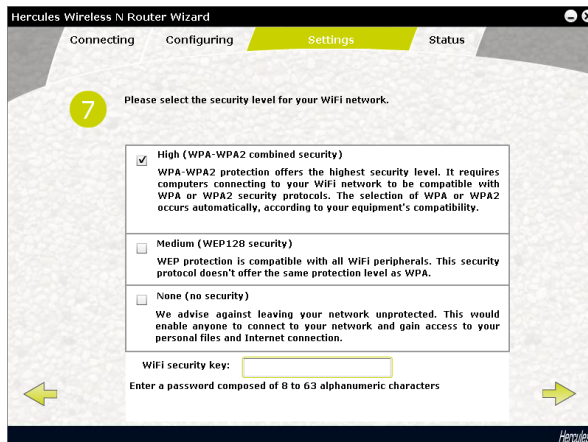 Hercules Wireless N Router Wizard
Connecting Configuring Settings Status
7 Please select the security level for your WiFi network.
High (WPA-WPA2 combined security)
WPA-WPA2 protection offers the highest security level. It requires
computers connecting to your WiFi network to be compatible with
WPA or WPA2 security protocols. The selection of WPA or WPA2
occurs automatically, according to your equipment's compatibility.
Medium (WEP128 security)
WEP protection is compatible with all WiFi peripherals. This security
protocol doesn't offer the same protection level as WPA.
None (no security)
We advise against leaving your network unprotected. This would
enable anyone to connect to your network and gain access to your
personal files and Internet connection.
WiFi security key:
Enter a password composed of 8 to 63 alphanumeric characters
Hercules